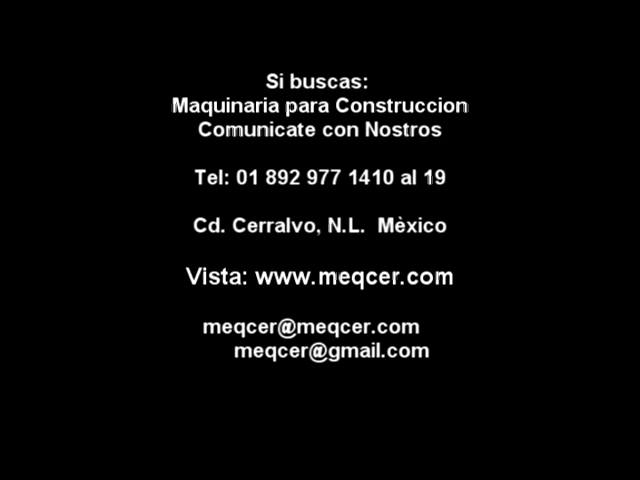 Si buscas:
Maquinaria para Construccion
Comunicate con Nostros
Tel: 01 892 977 1410 al 19
Cd. Cerralvo, N.L. Mèxico
Vista: www.meqcer.com
meqcer@meqcer.com
meqcer@gmail.com